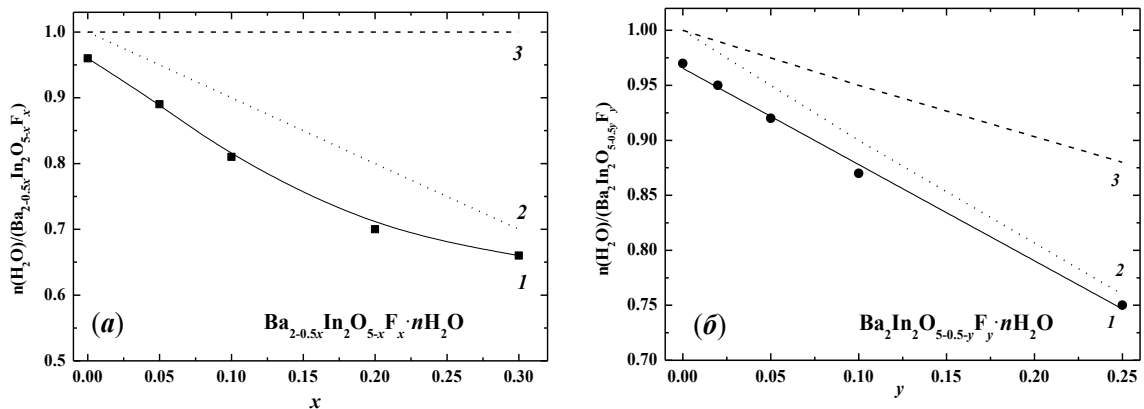 1.0
0.9
0.8
0.7
0.6
0.5
n(H₂O)/(Ba₂₋₀.₅ₓIn₂O₅₋ₓFₓ)
3
2
1
(а)
Ba₂₋₀.₅ₓIn₂O₅₋ₓFₓ·nH₂O
0.00 0.05 0.10 0.15 0.20 0.25 0.30
x
1.00
0.95
0.90
0.85
0.80
0.75
0.70
n(H₂O)/(Ba₂In₂O₅₋₀.₅yFy)
3
2
1
(б)
Ba₂In₂O₅₋₀.₅₋yFy·nH₂O
0.00 0.05 0.10 0.15 0.20 0.25
y